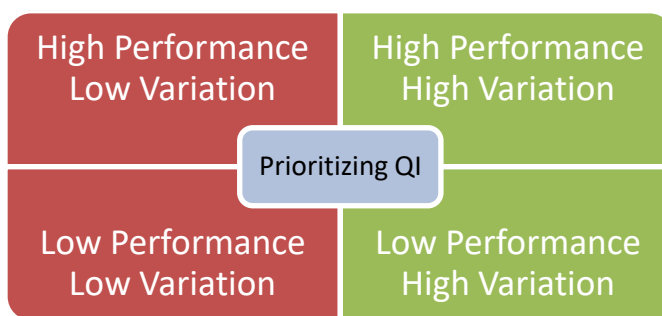 High Performance
Low Variation
High Performance
High Variation
Prioritizing QI
Low Performance
Low Variation
Low Performance
High Variation